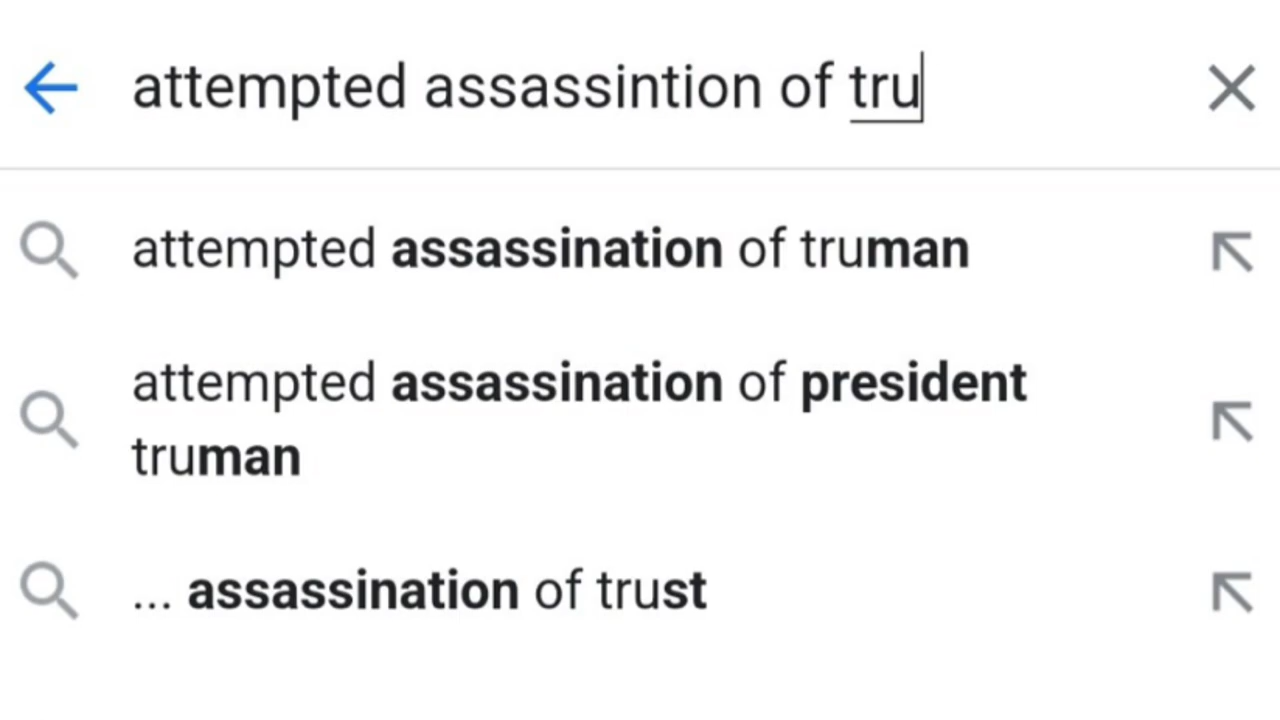 attempted assassintion of tru
attempted assassination of truman
attempted assassination of president
truman
... assassination of trust